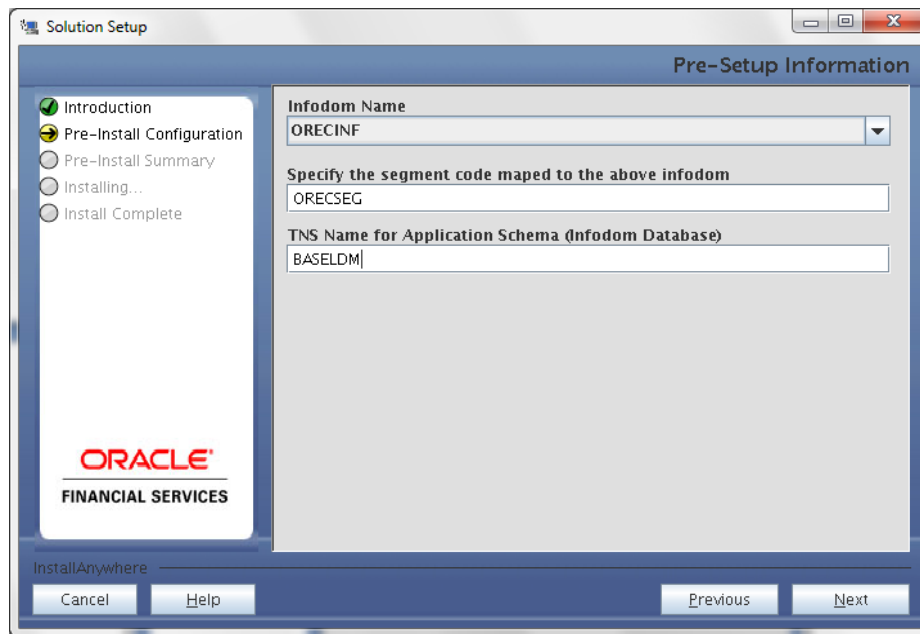 Solution Setup
Pre-Setup Information
Introduction
Pre-Install Configuration
Pre-Install Summary
Installing...
Install Complete
Infodom Name
ORECINF
Specify the segment code maped to the above infodom
ORECSEG
TNS Name for Application Schema (Infodom Database)
BASELDM
ORACLE
FINANCIAL SERVICES
InstallAnywhere
Cancel
Help
Previous
Next